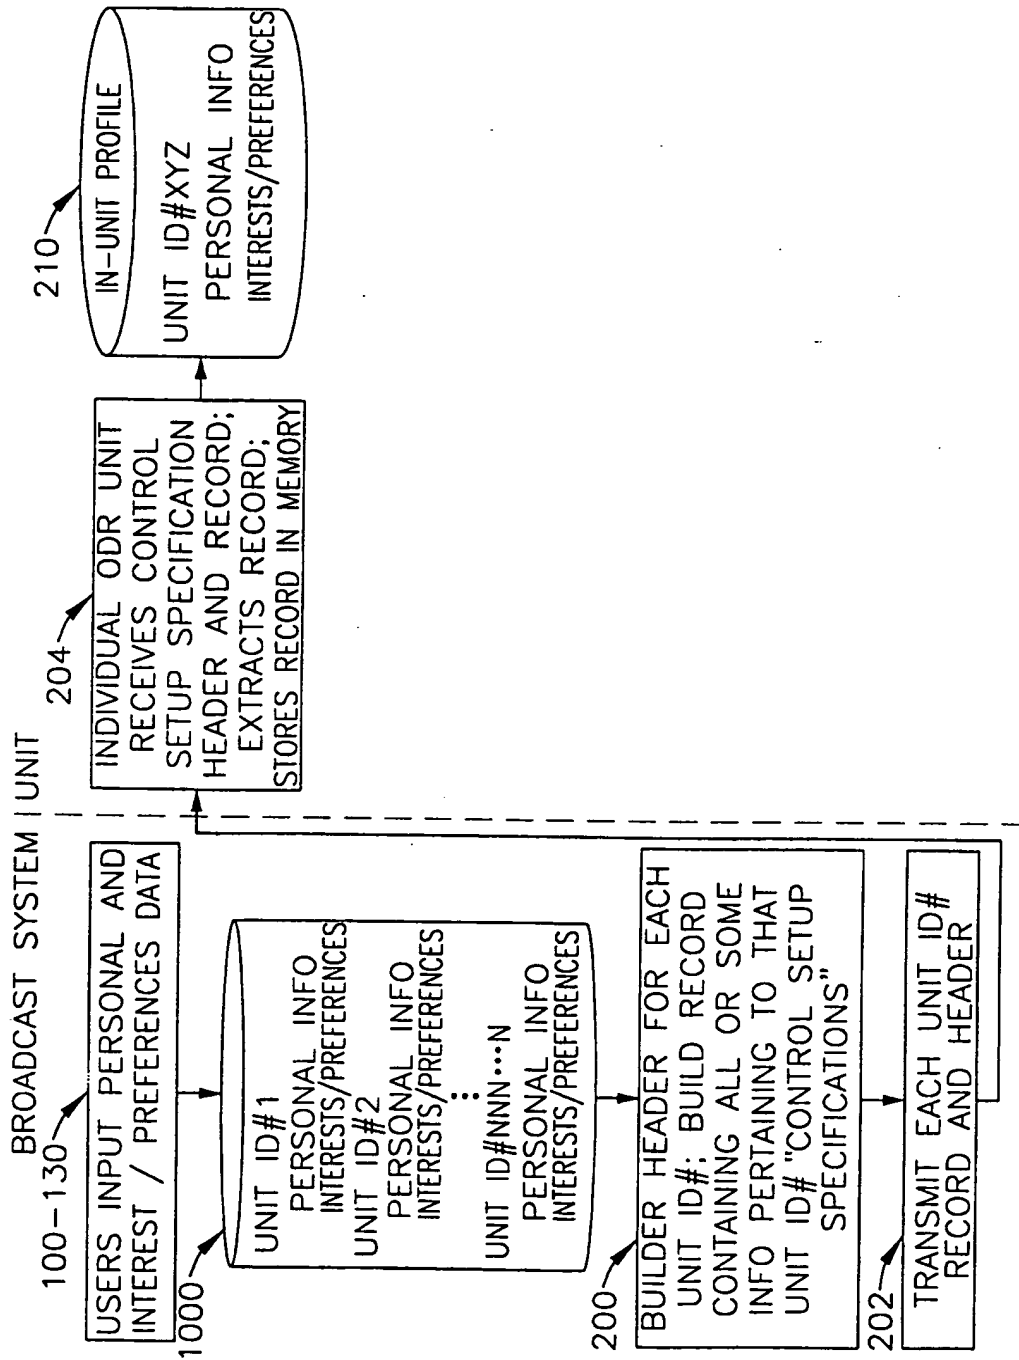 BROADCAST SYSTEM | UNIT
100-130
USERS INPUT PERSONAL AND
INTEREST / PREFERENCES DATA
1000
UNIT ID#1
PERSONAL INFO
INTERESTS/PREFERENCES
UNIT ID#2
PERSONAL INFO
INTERESTS/PREFERENCES
⋮
UNIT ID#NNN•••N
PERSONAL INFO
INTERESTS/PREFERENCES
200
BUILDER HEADER FOR EACH
UNIT ID#; BUILD RECORD
CONTAINING ALL OR SOME
INFO PERTAINING TO THAT
UNIT ID# "CONTROL SETUP
SPECIFICATIONS"
202
TRANSMIT EACH UNIT ID#
RECORD AND HEADER
204
INDIVIDUAL ODR UNIT
RECEIVES CONTROL
SETUP SPECIFICATION
HEADER AND RECORD;
EXTRACTS RECORD;
STORES RECORD IN MEMORY
210
IN-UNIT PROFILE
UNIT ID#XYZ
PERSONAL INFO
INTERESTS/PREFERENCES